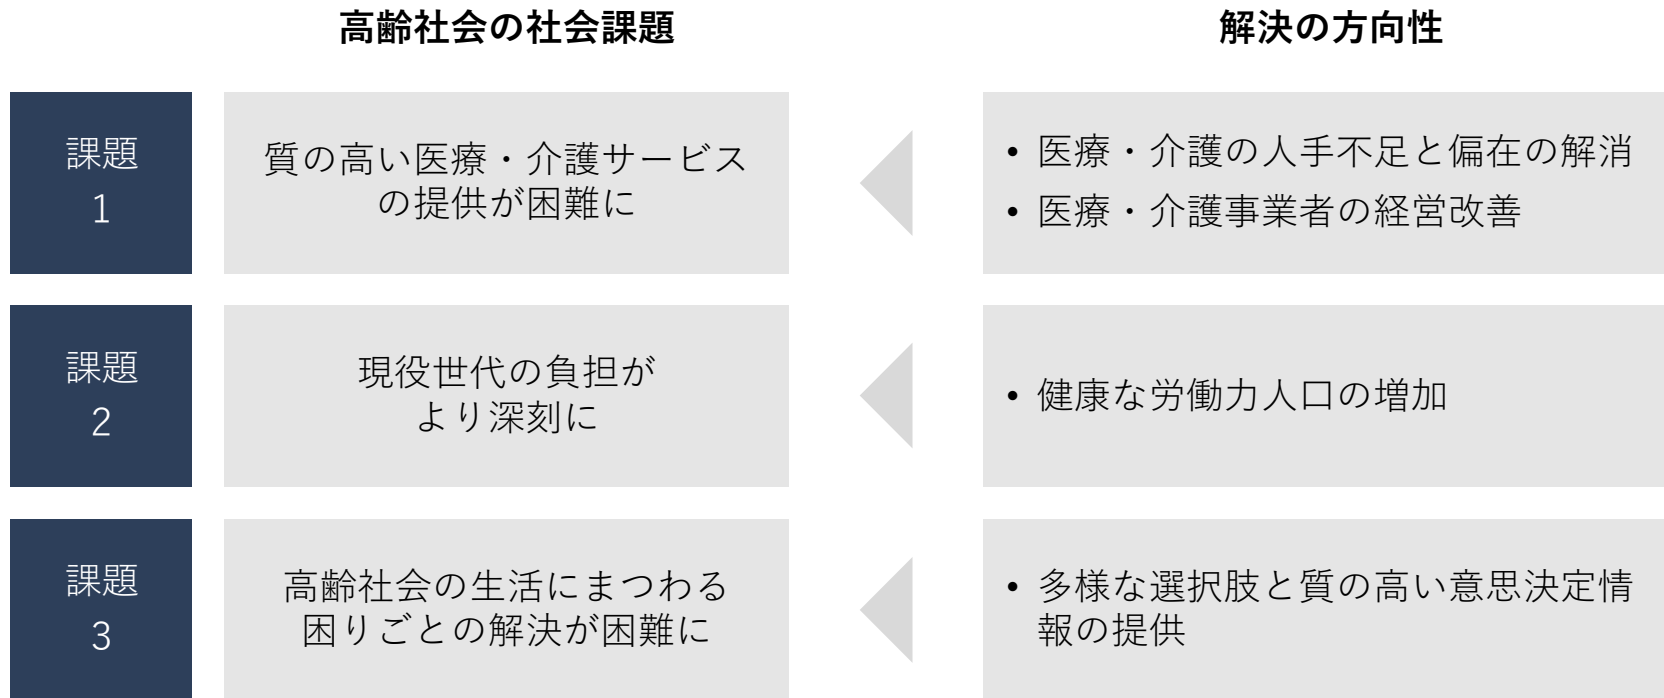 高齢社会の社会課題
解決の方向性
課題
1
質の高い医療・介護サービス
の提供が困難に
• 医療・介護の人手不足と偏在の解消
• 医療・介護事業者の経営改善
課題
2
現役世代の負担が
より深刻に
• 健康な労働力人口の増加
課題
3
高齢社会の生活にまつわる
困りごとの解決が困難に
• 多様な選択肢と質の高い意思決定情
報の提供